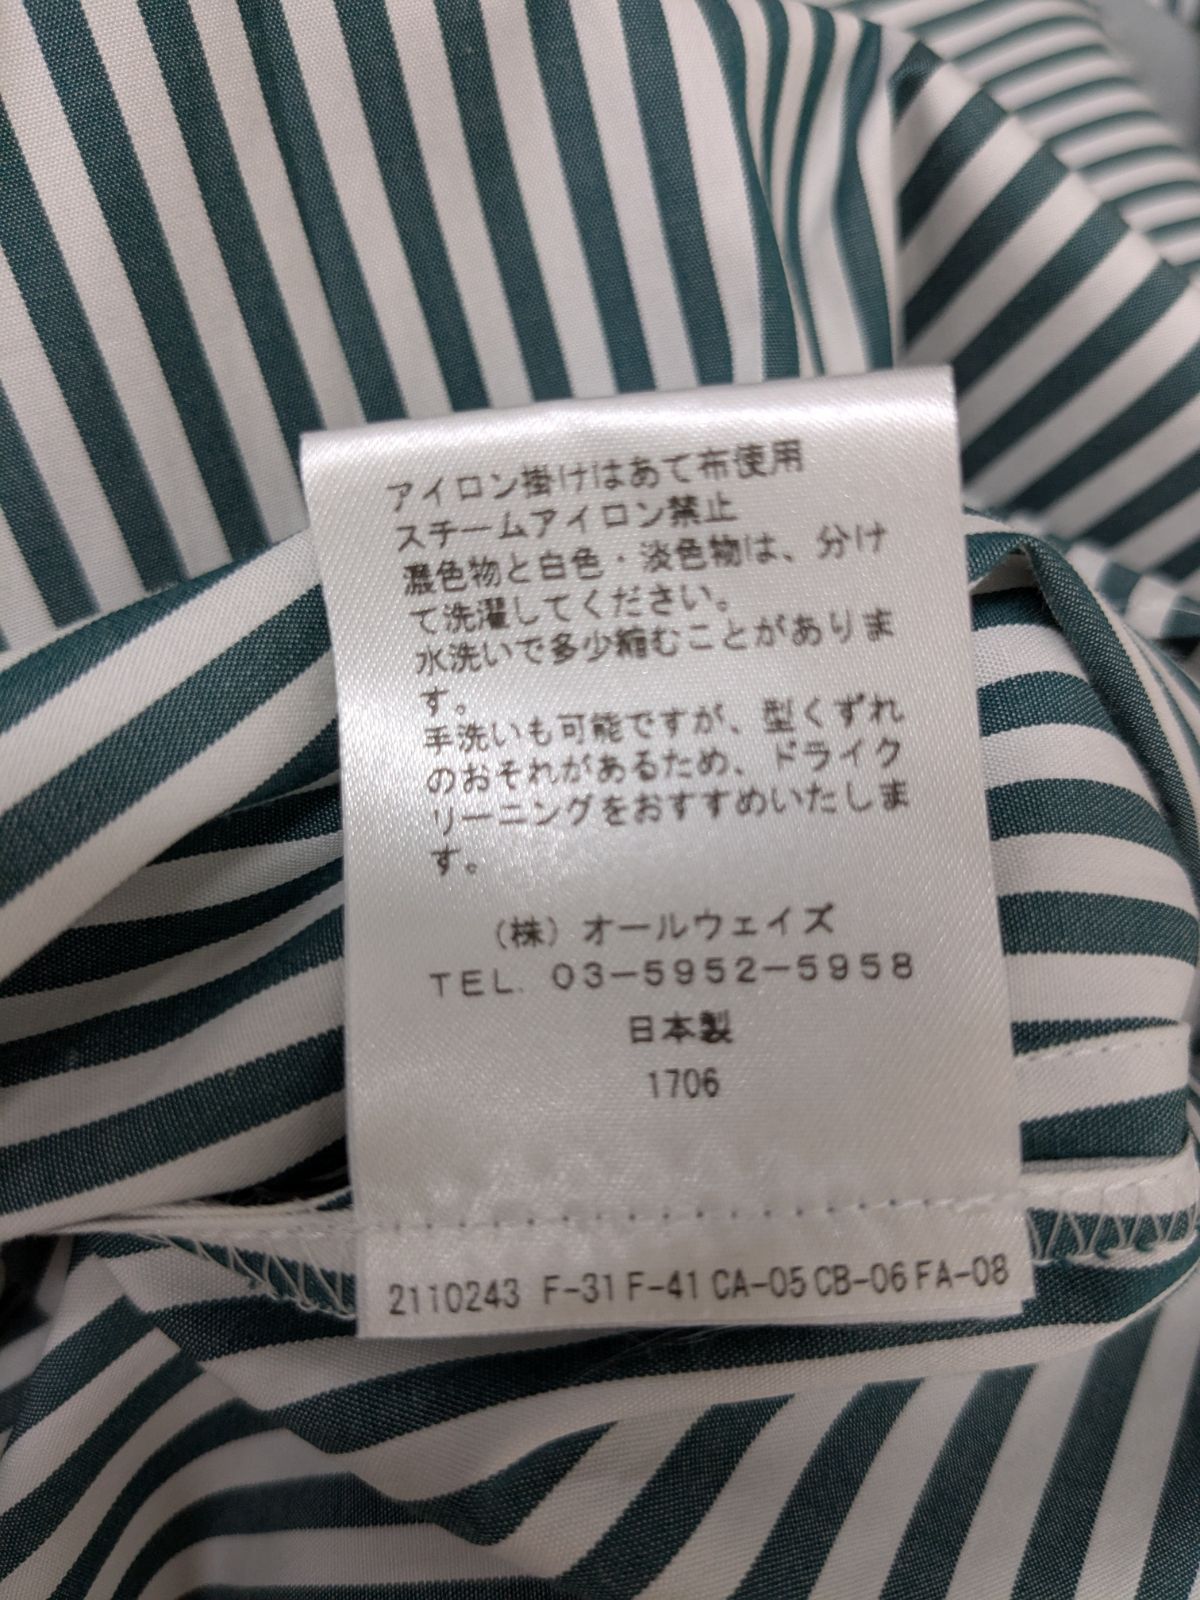 アイロン掛けはあて布使用
スチームアイロン禁止
濃色物と白色・淡色物は、分け
て洗濯してください。
水洗いで多少縮むことがありま
す。
手洗いも可能ですが、型くずれ
のおそれがあるため、ドライク
リーニングをおすすめいたしま
す。
(株)オールウェイズ
TEL. 03-5952-5958
日本製
1706
2110243 F-31 F-41 CA-05 CB-06 FA-08